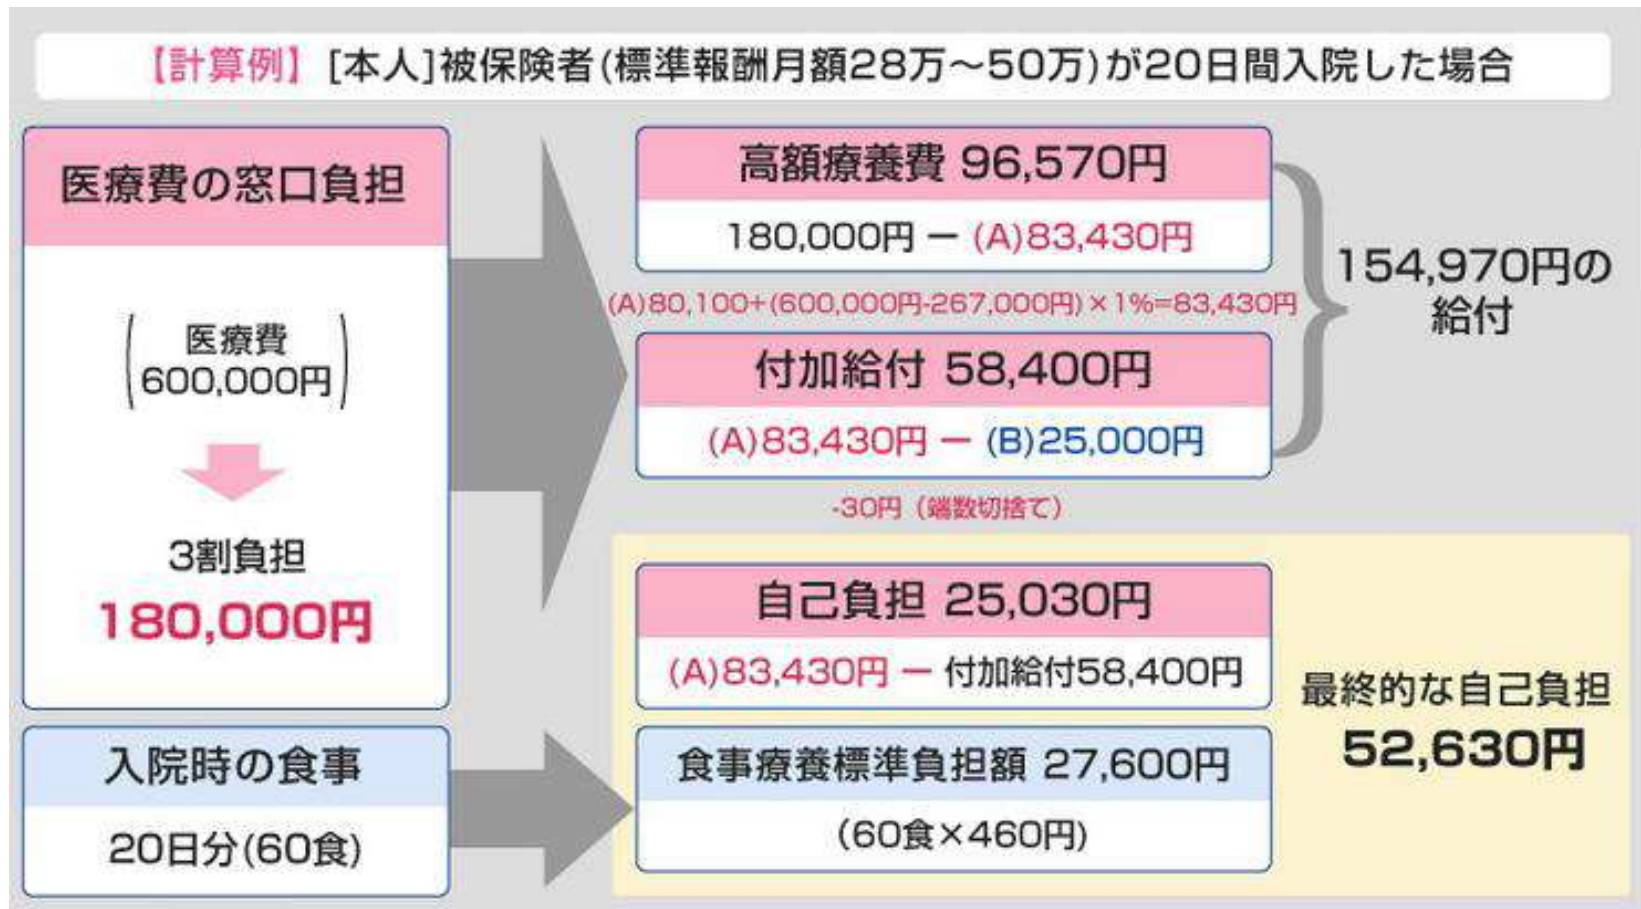 【計算例】[本人]被保険者(標準報酬月額28万～50万)が20日間入院した場合
医療費の窓口負担
医療費
600,000円
3割負担
180,000円
高額療養費 96,570円
180,000円 ー (A)83,430円
(A)80,100+(600,000円-267,000円)×1%=83,430円
付加給付 58,400円
(A)83,430円 ー (B)25,000円
-30円（端数切捨て）
154,970円の
給付
自己負担 25,030円
(A)83,430円 ー 付加給付58,400円
入院時の食事
20日分(60食)
食事療養標準負担額 27,600円
(60食×460円)
最終的な自己負担
52,630円